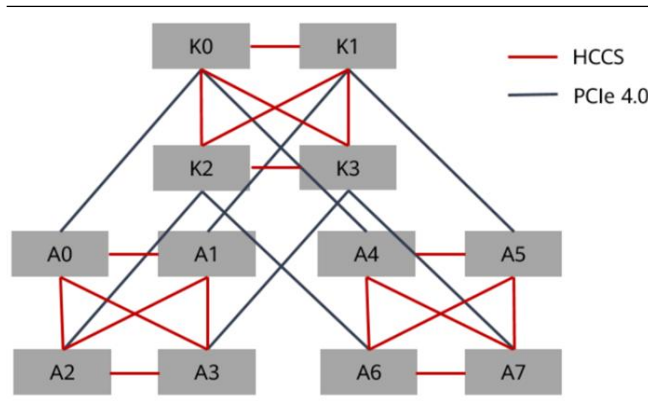 K0 K1
HCCS
PCIe 4.0
K2 K3
A0 A1 A4 A5
A2 A3 A6 A7